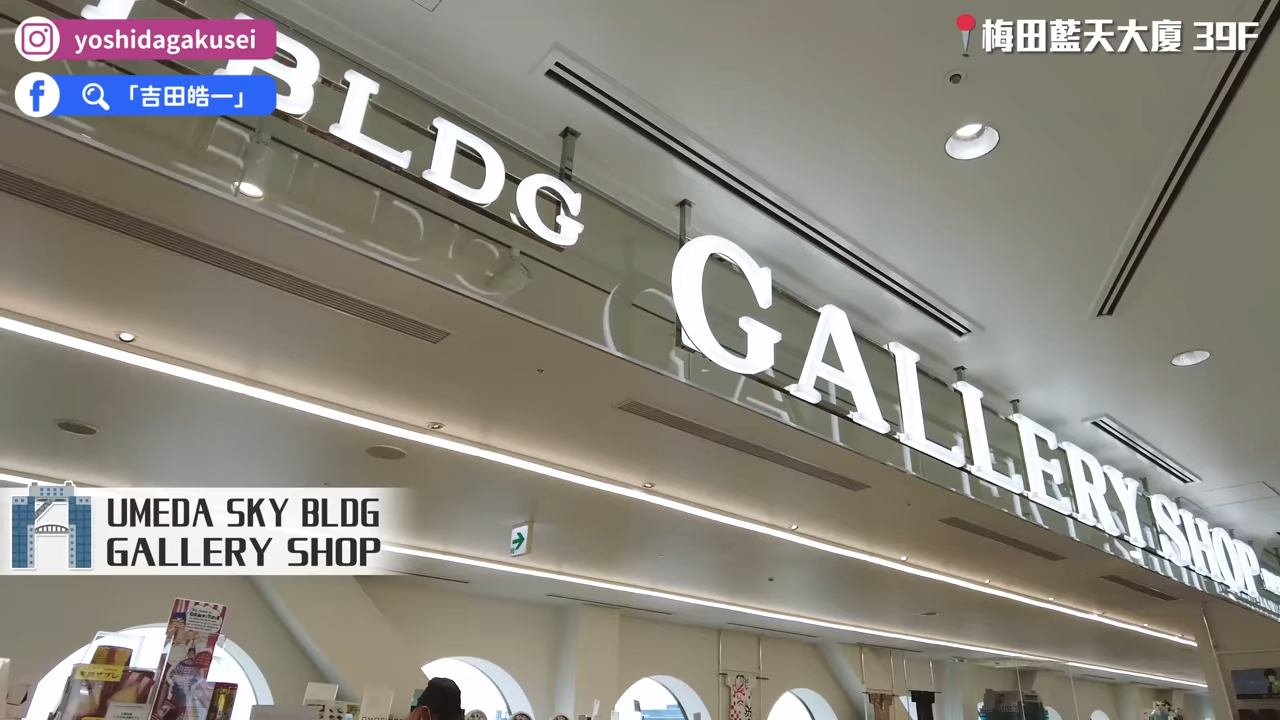 yoshidagakusei
「吉田皓一」
梅田藍天大廈 39F
BLDG GALLERY SHOP
UMEDA SKY BLDG
GALLERY SHOP